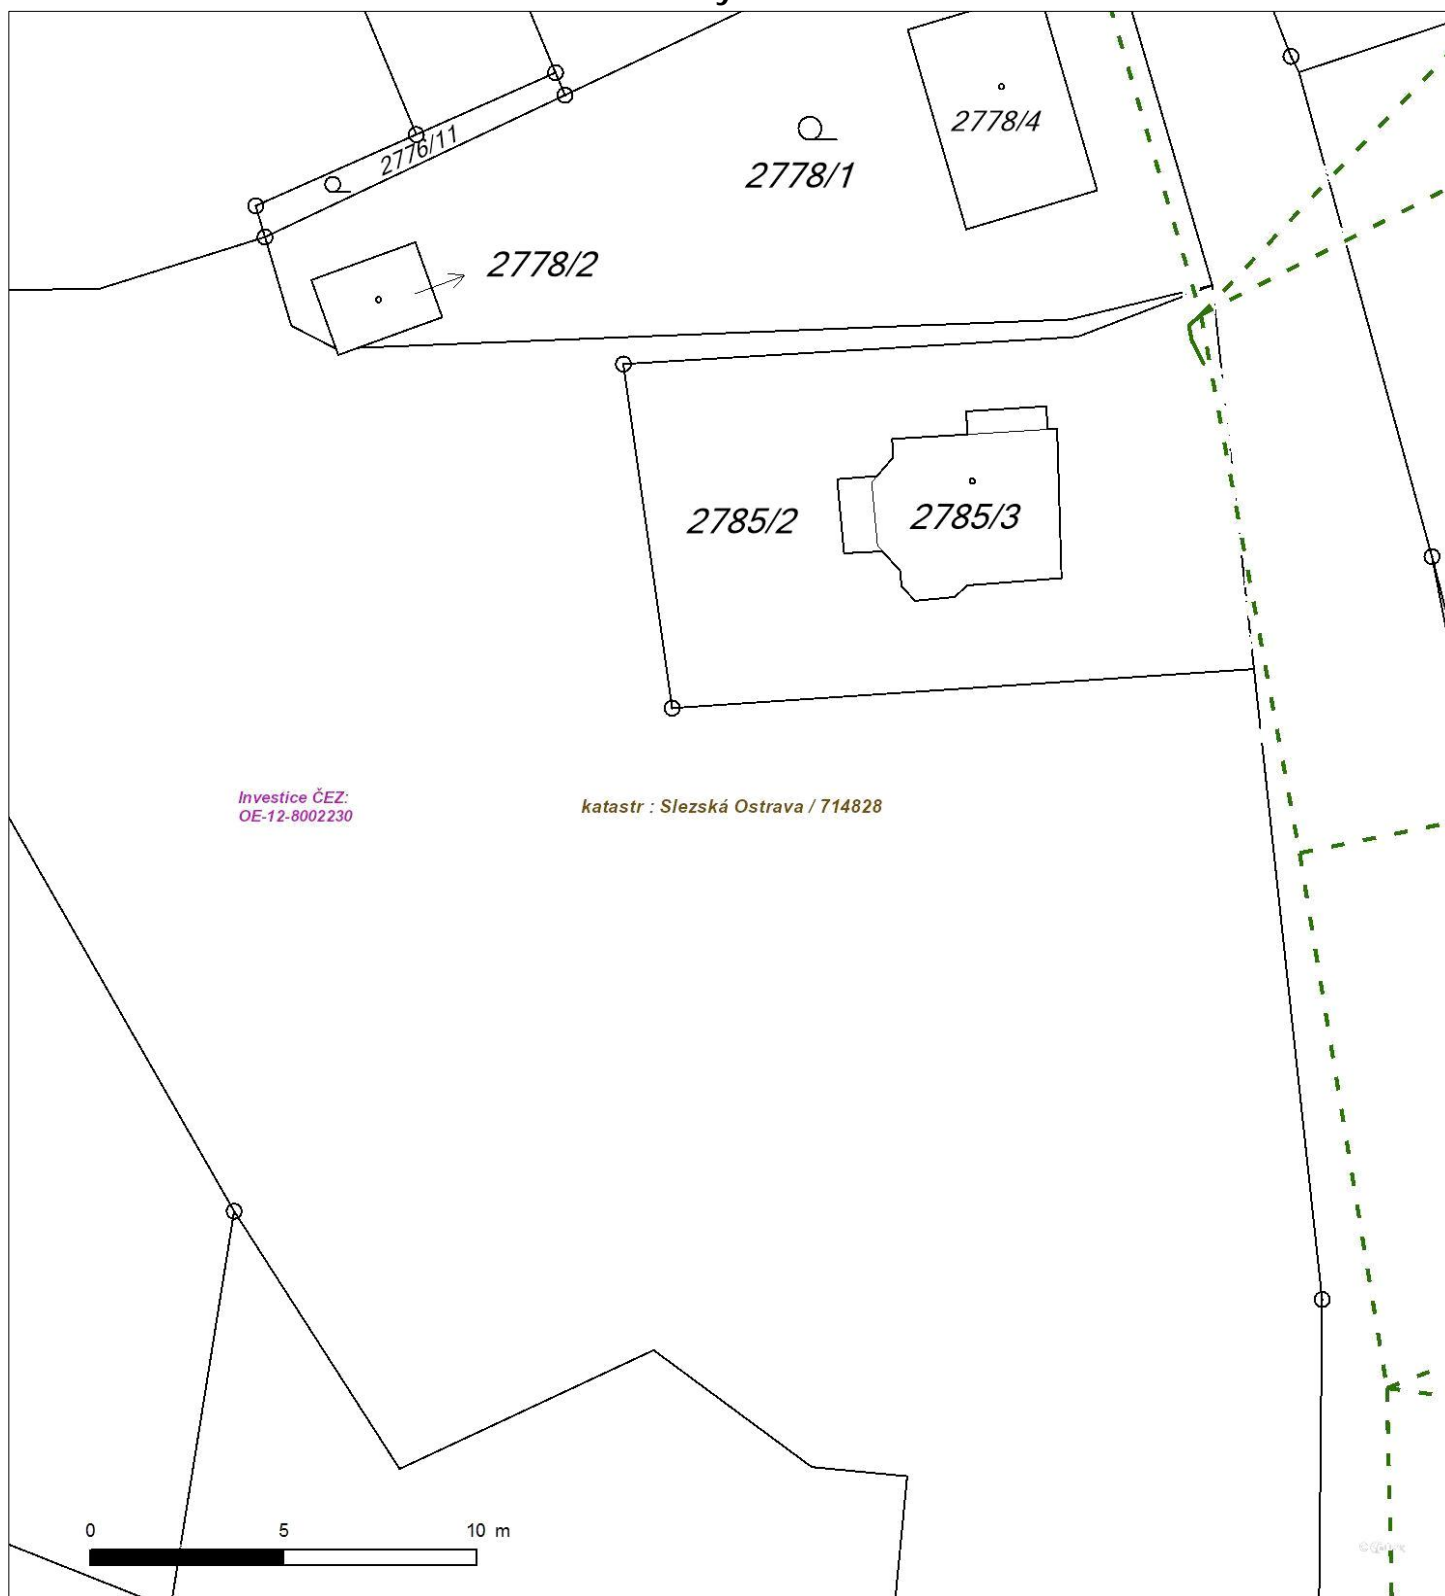 2778/4
2776/11
2778/1
2778/2
2785/2
2785/3
Investice ČEZ:
OE-12-8002230
katastr : Slezská Ostrava / 714828
0 5 10 m